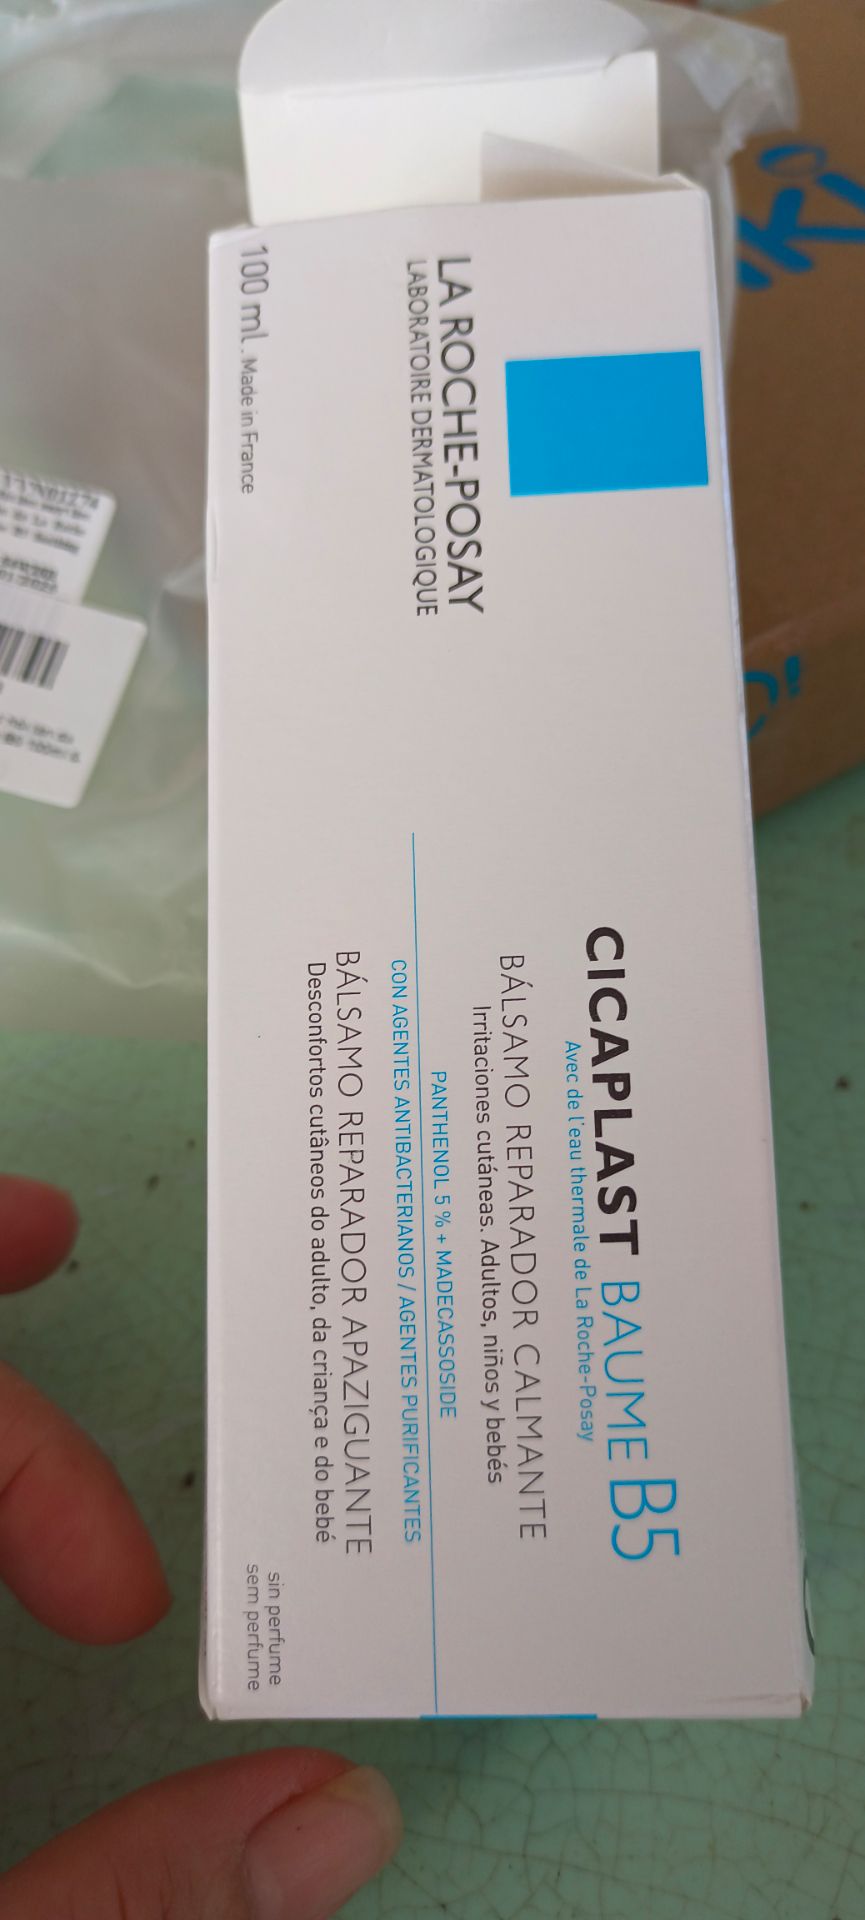 LA ROCHE-POSAY
LABORATOIRE DERMATOLOGIQUE
100 ml . Made in France
CICAPLAST BAUME B5
Avec de l'eau thermale de La Roche-Posay
BÁLSAMO REPARADOR CALMANTE
Irritaciones cutáneas. Adultos, niños y bebés
PANTHENOL 5 % + MADECASSOSIDE
CON AGENTES ANTIBACTERIANOS / AGENTES PURIFICANTES
BÁLSAMO REPARADOR APAZIGUANTE
Desconfortos cutâneos do adulto, da criança e do bebé
sin perfume
sem perfume